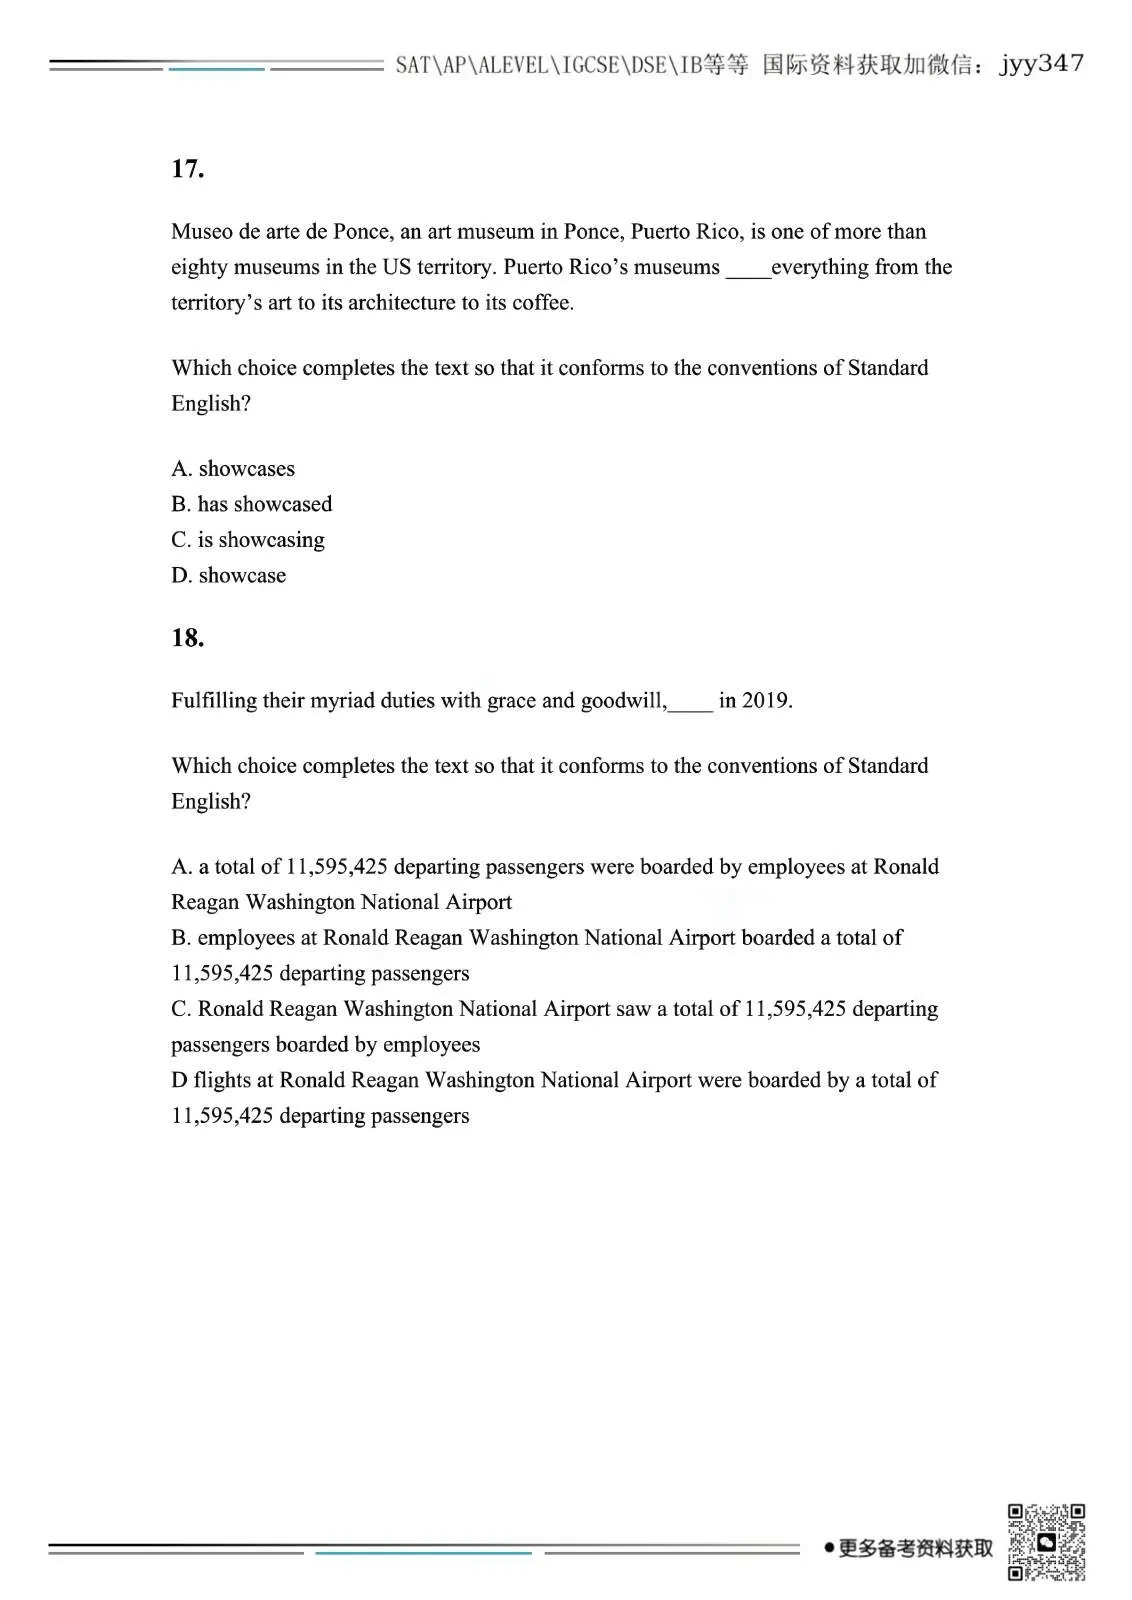 SAT\AP\ALEVEL\IGCSE\DSE\IB等等 国际资料获取加微信：jyy347
17.
Museo de arte de Ponce, an art museum in Ponce, Puerto Rico, is one of more than
eighty museums in the US territory. Puerto Rico’s museums ____everything from the
territory’s art to its architecture to its coffee.
Which choice completes the text so that it conforms to the conventions of Standard
English?
A. showcases
B. has showcased
C. is showcasing
D. showcase
18.
Fulfilling their myriad duties with grace and goodwill,____ in 2019.
Which choice completes the text so that it conforms to the conventions of Standard
English?
A. a total of 11,595,425 departing passengers were boarded by employees at Ronald
Reagan Washington National Airport
B. employees at Ronald Reagan Washington National Airport boarded a total of
11,595,425 departing passengers
C. Ronald Reagan Washington National Airport saw a total of 11,595,425 departing
passengers boarded by employees
D flights at Ronald Reagan Washington National Airport were boarded by a total of
11,595,425 departing passengers
●更多备考资料获取